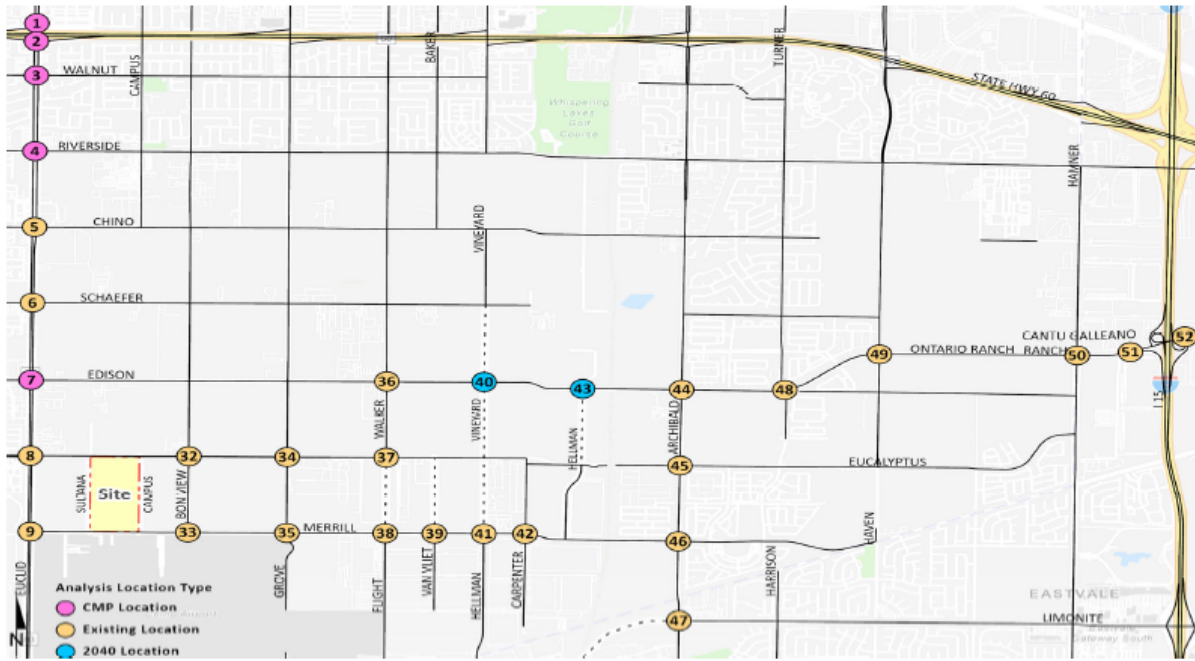 1
2
BAKER
TURNER
CAMPUS
3
WALNUT
STATE HWY 60
Whispering
Lakes
Golf
Course
4
RIVERSIDE
HAMNER
5
CHINO
VINEYARD
6
SCHAEFER
CANTU GALLEANO
52
49
ONTARIO RANCH
RANCH
50
51
7
EDISON
36
40
43
44
48
I 15
WALKER
VINEYARD
HELLMAN
ARCHIBALD
8
32
34
37
45
EUCALYPTUS
SULTANA
Site
CAMPUS
BON VIEW
9
33
35
MERRILL
38
39
41
42
46
HAVEN
EUCLID
GROVE
FLIGHT
VAN VLIET
HELLMAN
CARPENTER
HARRISON
Analysis Location Type
CMP Location
Existing Location
2040 Location
N
47
EASTVALE
LIMONITE
Eastvale
Gateway South